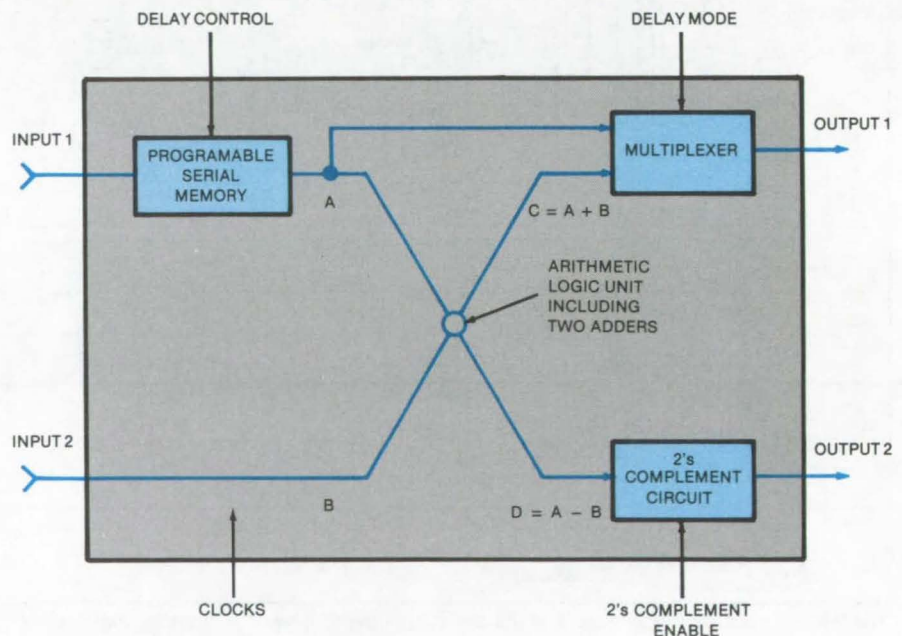 DELAY CONTROL
DELAY MODE
INPUT 1
PROGRAMABLE
SERIAL
MEMORY
A
MULTIPLEXER
OUTPUT 1
C = A + B
ARITHMETIC
LOGIC UNIT
INCLUDING
TWO ADDERS
INPUT 2
B
D = A − B
2's
COMPLEMENT
CIRCUIT
OUTPUT 2
CLOCKS
2's COMPLEMENT
ENABLE